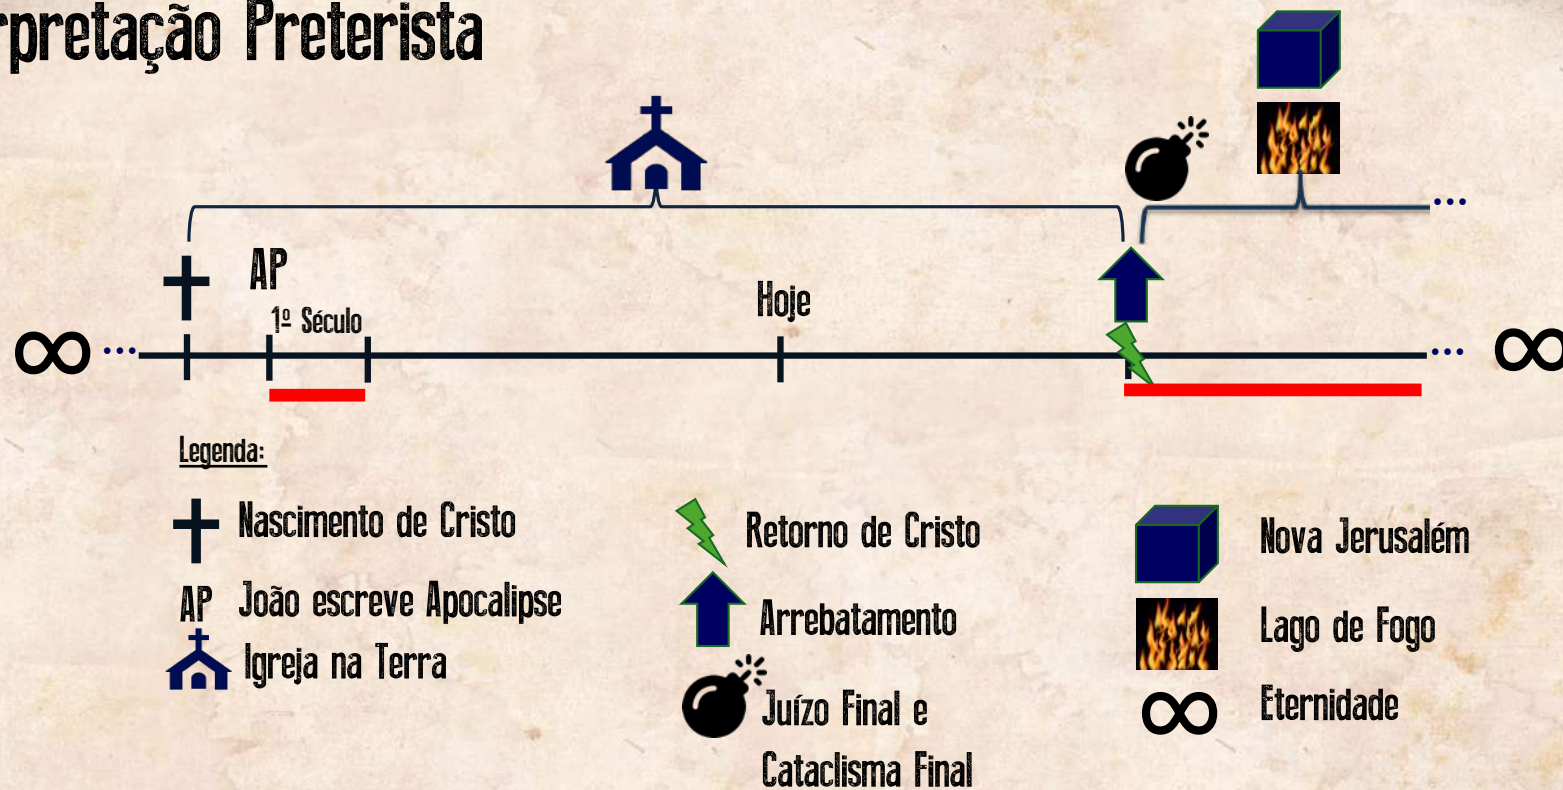 rpretação Preterista
AP
1º Século
Hoje
∞ ...
... ∞
...
Legenda:
Nascimento de Cristo
AP João escreve Apocalipse
Igreja na Terra
Retorno de Cristo
Arrebatamento
Juízo Final e
Cataclisma Final
Nova Jerusalém
Lago de Fogo
∞ Eternidade